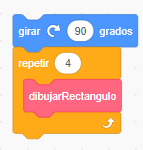 girar 90 grados
repetir 4
dibujarRectangulo